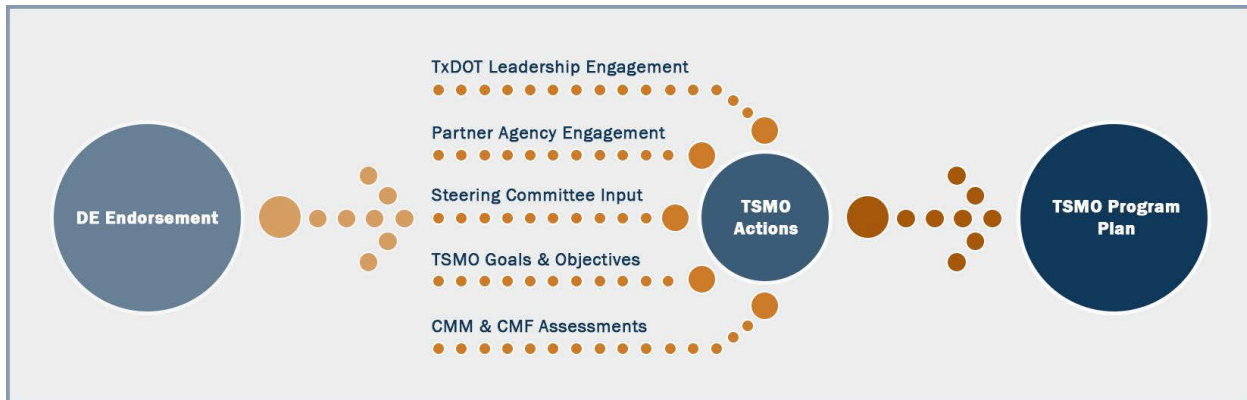 DE Endorsement
TxDOT Leadership Engagement
Partner Agency Engagement
Steering Committee Input
TSMO Goals & Objectives
CMM & CMF Assessments
TSMO
Actions
TSMO Program
Plan